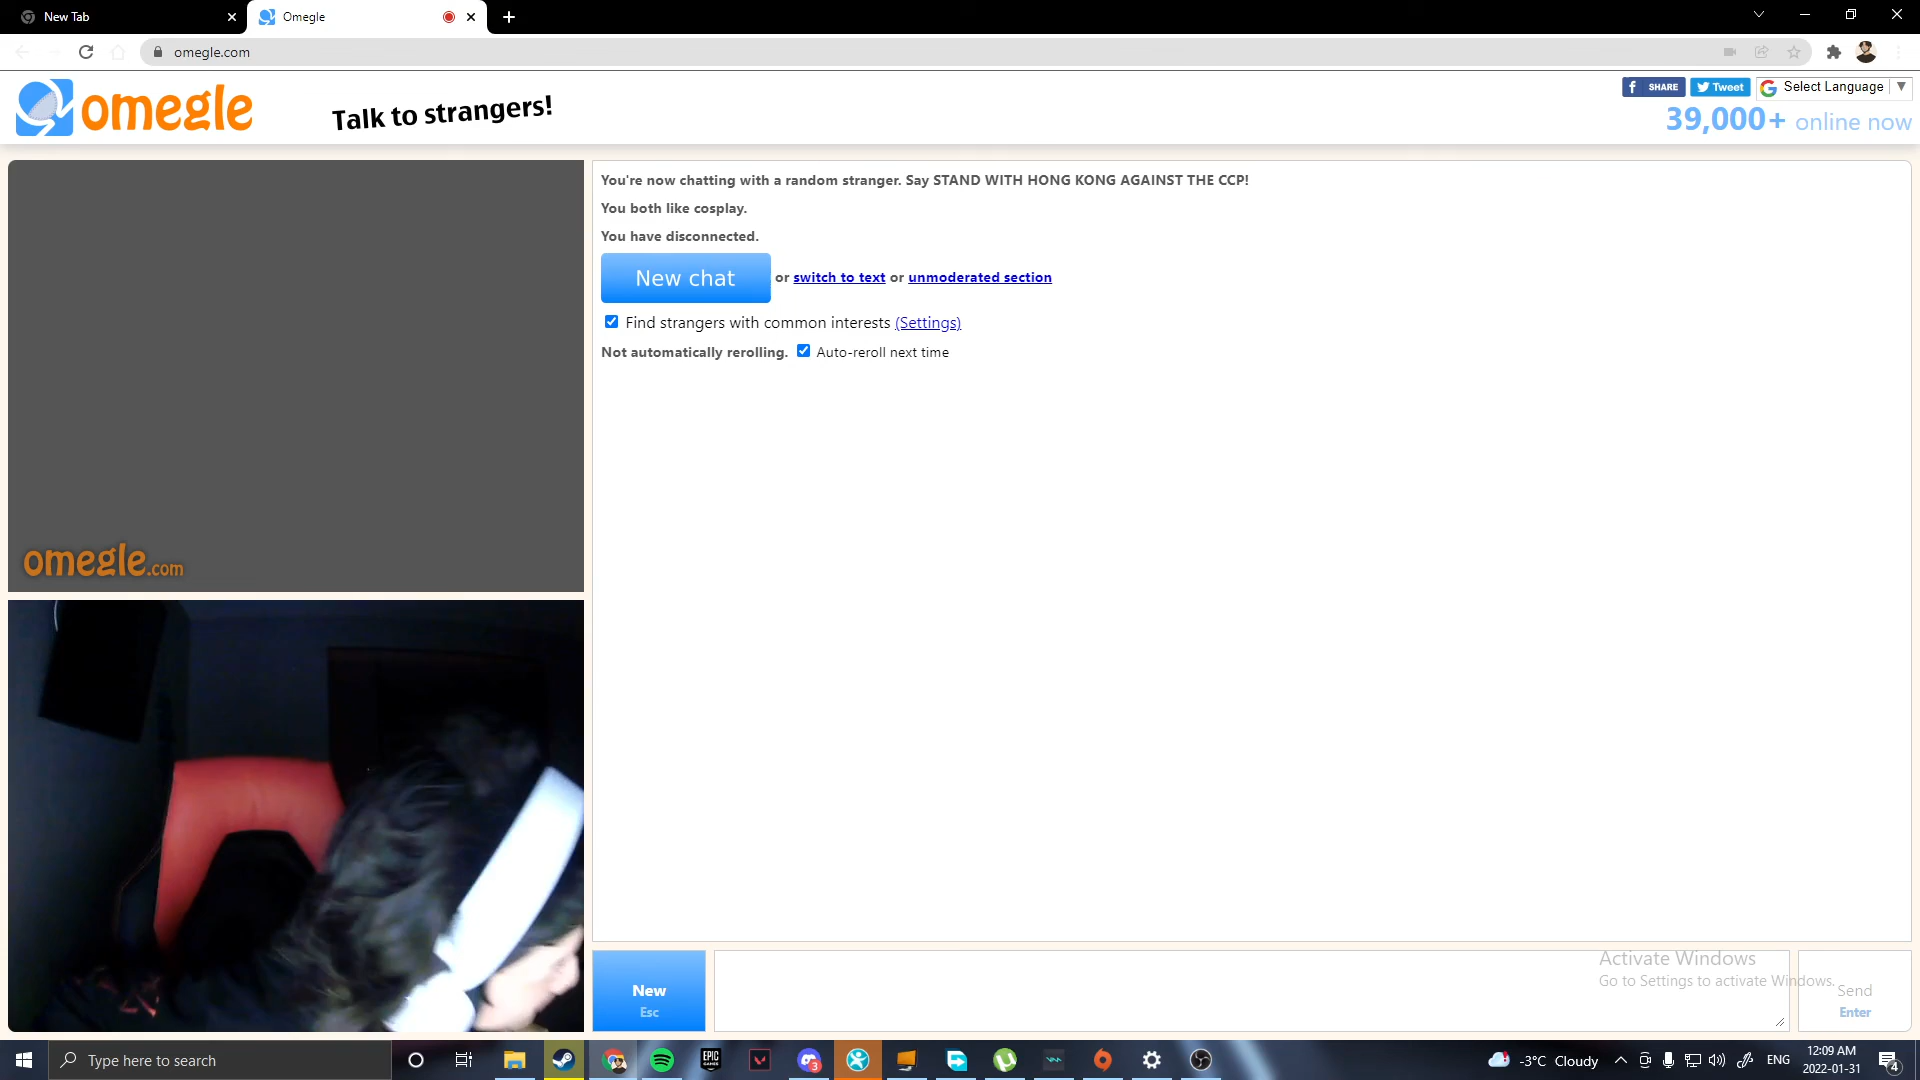 New Tab
Omegle
omegle.com
omegle
Talk to strangers!
SHARE
Tweet
Select Language
39,000+ online now
You're now chatting with a random stranger. Say STAND WITH HONG KONG AGAINST THE CCP!
You both like cosplay.
You have disconnected.
New chat or switch to text or unmoderated section
Find strangers with common interests (Settings)
Not automatically rerolling. Auto-reroll next time
omegle.com
New
Esc
Activate Windows
Go to Settings to activate Windows.
Send
Enter
Type here to search
EPIC GAMES
3
-3°C Cloudy
ENG
12:09 AM
2022-01-31
4